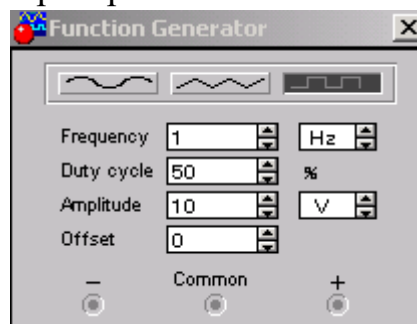 Function Generator
Frequency 1 Hz
Duty cycle 50 %
Amplitude 10 V
Offset 0
− Common +